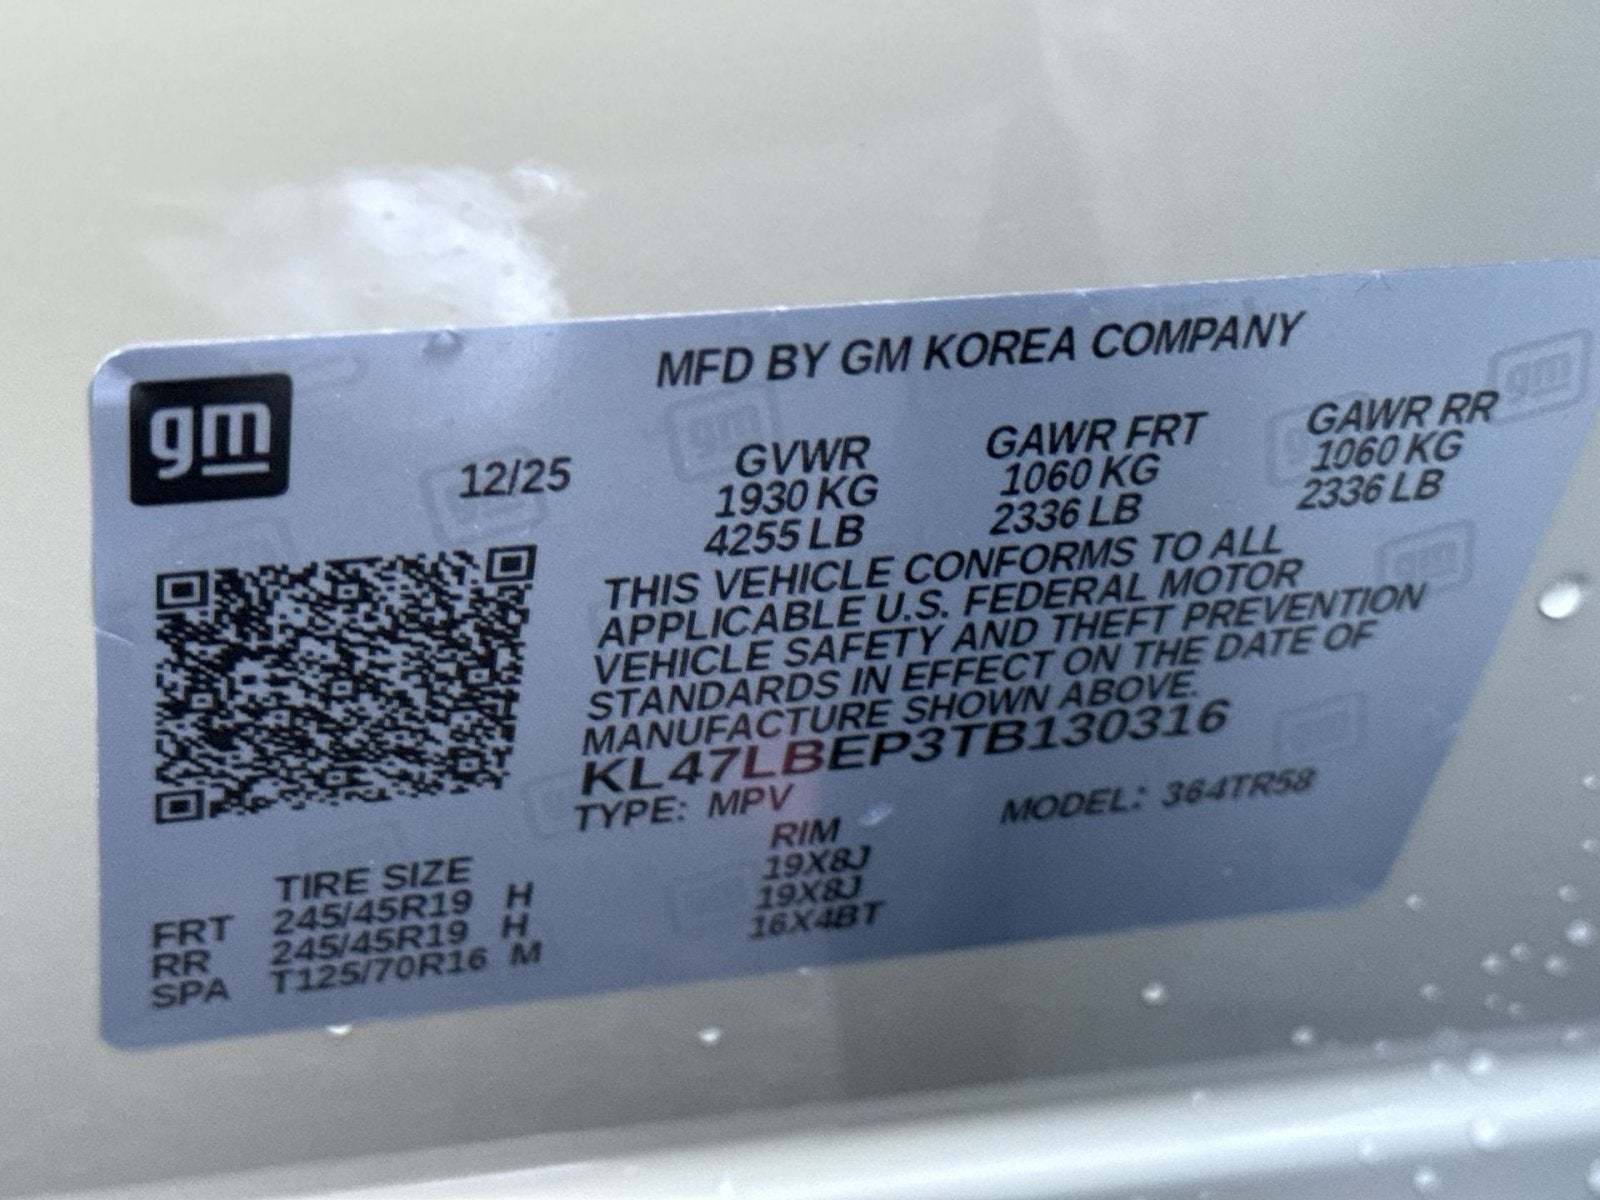 gm
MFD BY GM KOREA COMPANY
12/25
GVWR GAWR FRT GAWR RR
1930 KG 1060 KG 1060 KG
4255 LB 2336 LB 2336 LB
THIS VEHICLE CONFORMS TO ALL
APPLICABLE U.S. FEDERAL MOTOR
VEHICLE SAFETY AND THEFT PREVENTION
STANDARDS IN EFFECT ON THE DATE OF
MANUFACTURE SHOWN ABOVE.
KL47LBEP3TB130316
TYPE: MPV MODEL: 364TR58
TIRE SIZE RIM
FRT 245/45R19 H 19X8J
RR 245/45R19 H 19X8J
SPA T125/70R16 M 16X4BT